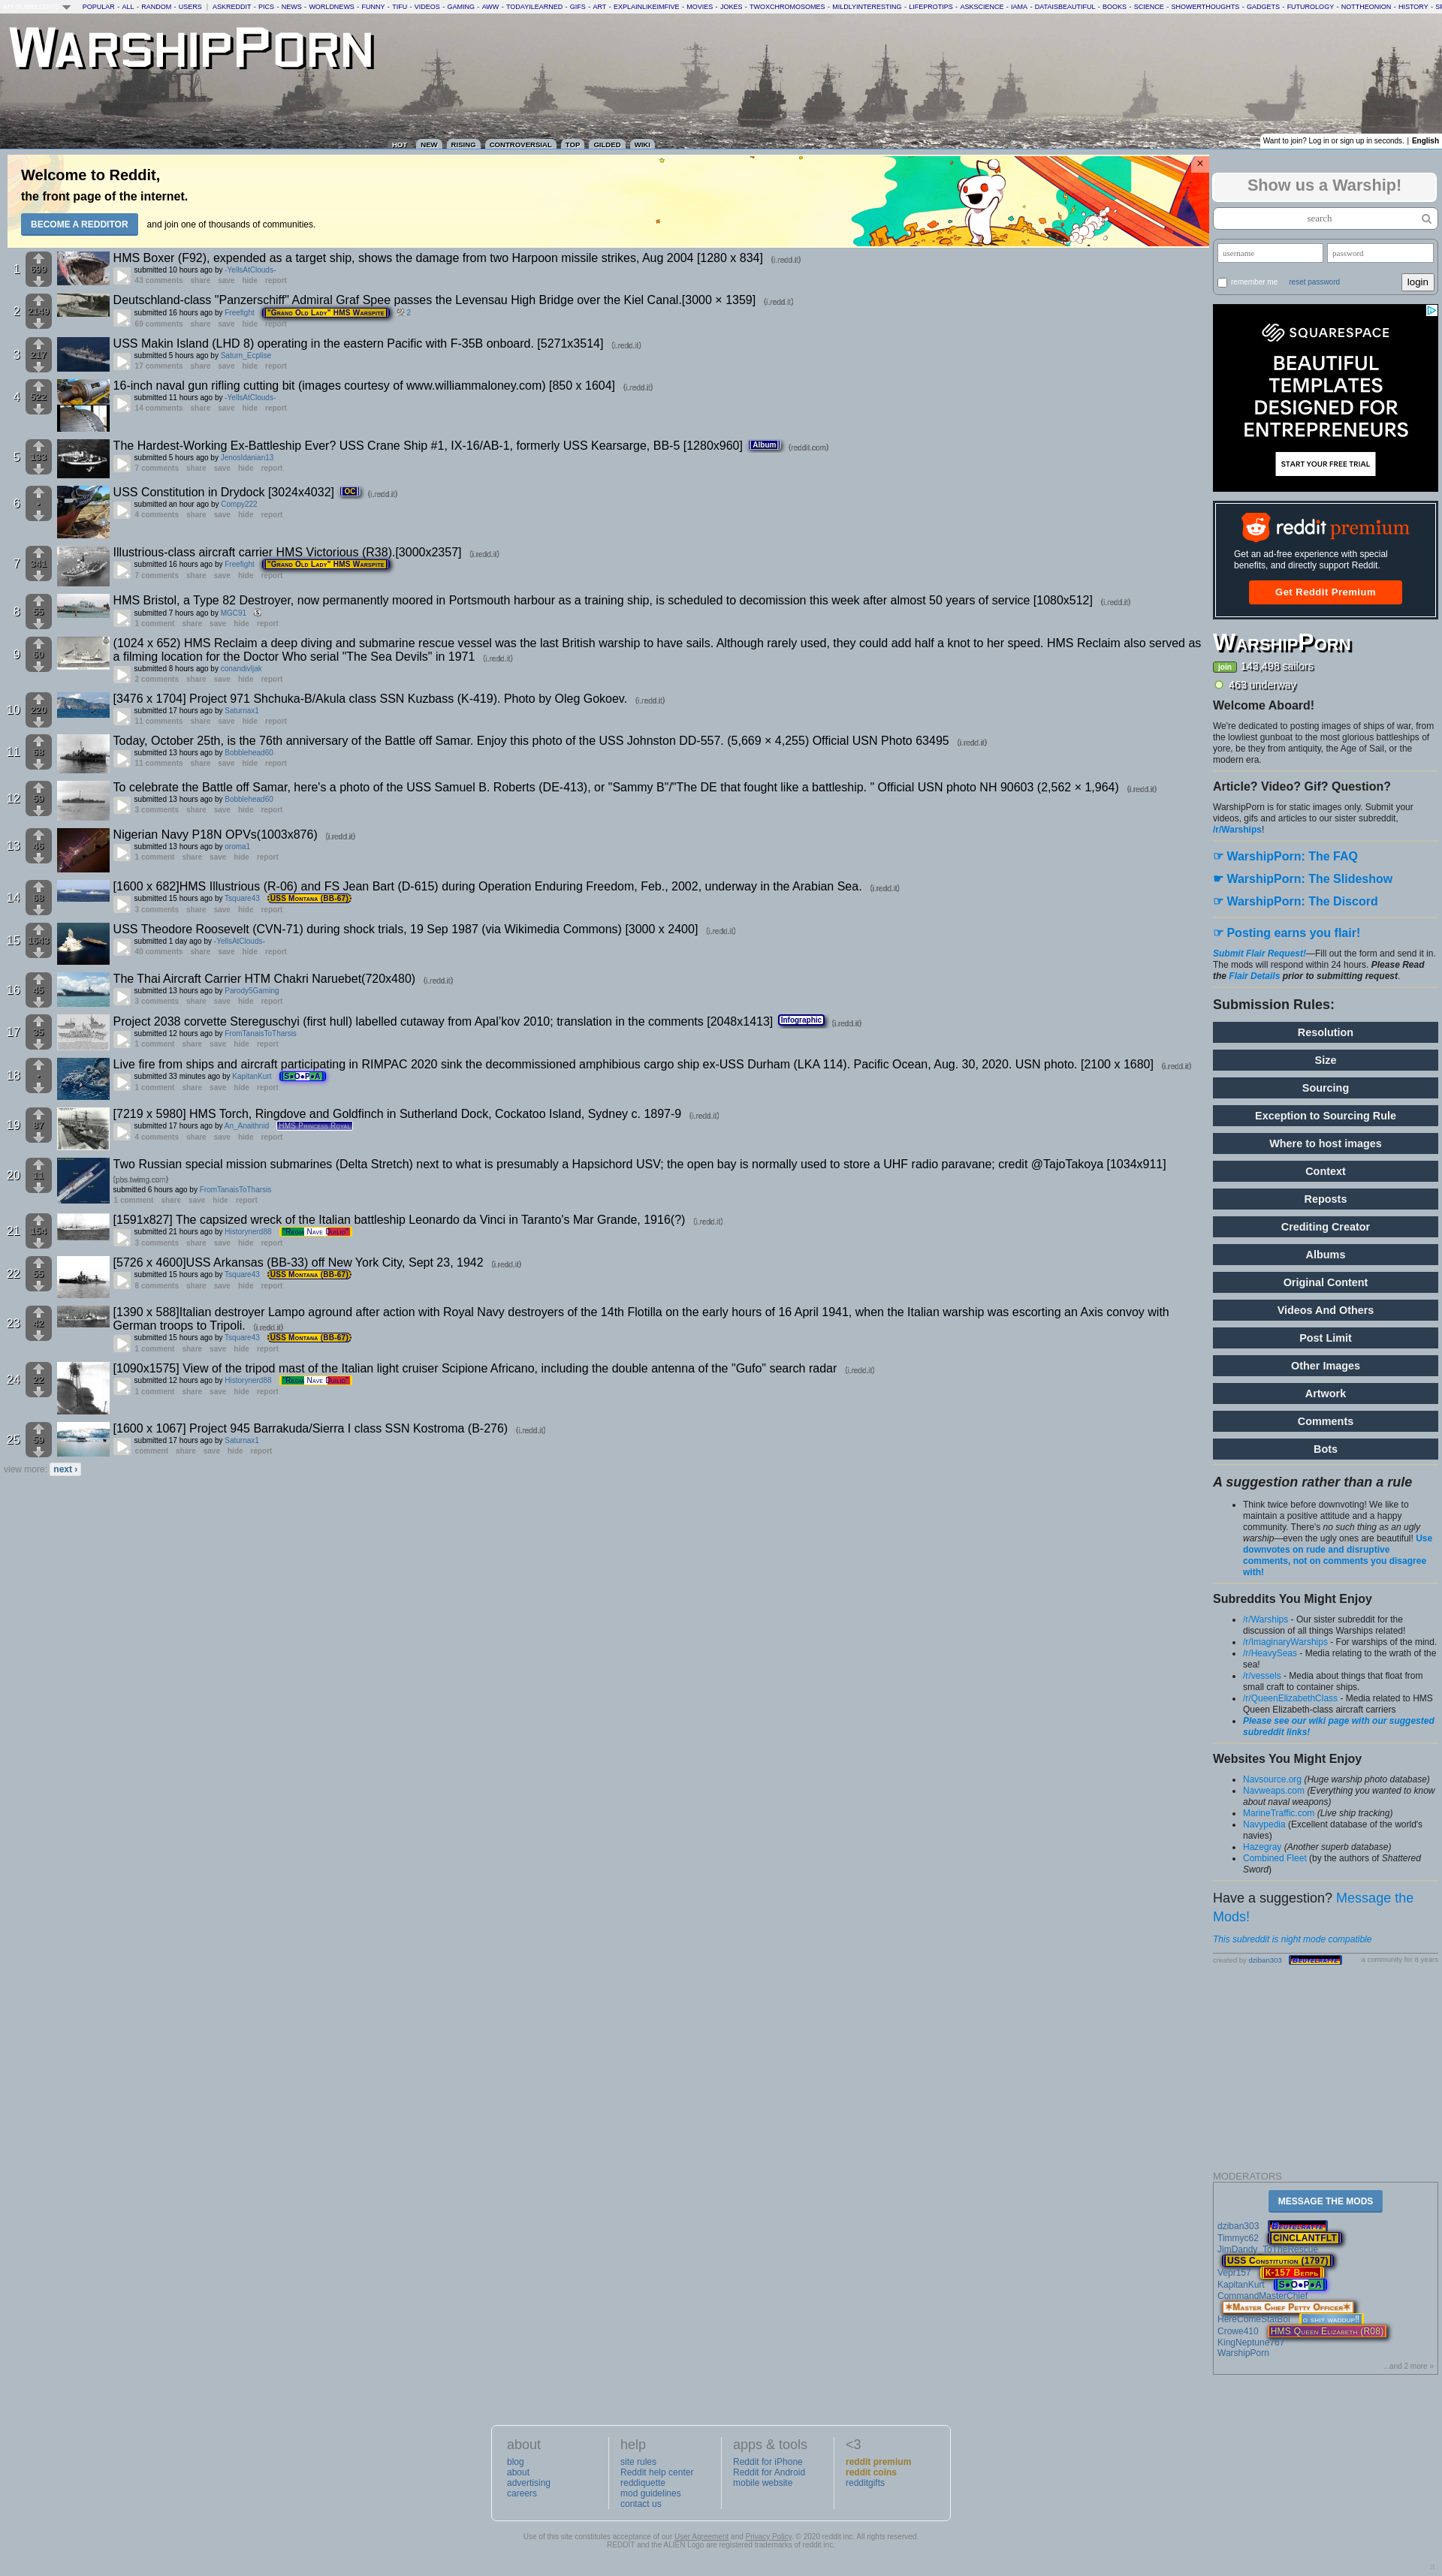 POPULAR - ALL - RANDOM - USERS | ASKREDDIT - PICS - NEWS - WORLDNEWS - FUNNY - TIFU - VIDEOS - GAMING - AWW - TODAYILEARNED - GIFS - ART - EXPLAINLIKEIMFIVE - MOVIES - JOKES - TWOXCHROMOSOMES - MILDLYINTERESTING - LIFEPROTIPS - ASKSCIENCE - IAMA - DATAISBEAUTIFUL - BOOKS - SCIENCE - SHOWERTHOUGHTS - GADGETS - FUTUROLOGY - NOTTHEONION - HISTORY -
WarshipPorn
HOT NEW RISING CONTROVERSIAL TOP GILDED WIKI
Want to join? Log in or sign up in seconds. | English
Welcome to Reddit,
the front page of the internet.
BECOME A REDDITOR and join one of thousands of communities.
×
1 699 HMS Boxer (F92), expended as a target ship, shows the damage from two Harpoon missile strikes, Aug 2004 [1280 x 834] (i.redd.it)
submitted 10 hours ago by -YellsAtClouds-
43 comments share save hide report
2 2149 Deutschland-class "Panzerschiff" Admiral Graf Spee passes the Levensau High Bridge over the Kiel Canal.[3000 × 1359] (i.redd.it)
submitted 16 hours ago by Freefight "Grand Old Lady" HMS Warspite 2
69 comments share save hide report
3 217 USS Makin Island (LHD 8) operating in the eastern Pacific with F-35B onboard. [5271x3514] (i.redd.it)
submitted 5 hours ago by Saturn_Ecplise
17 comments share save hide report
4 522 16-inch naval gun rifling cutting bit (images courtesy of www.williammaloney.com) [850 x 1604] (i.redd.it)
submitted 11 hours ago by -YellsAtClouds-
14 comments share save hide report
5 133 The Hardest-Working Ex-Battleship Ever? USS Crane Ship #1, IX-16/AB-1, formerly USS Kearsarge, BB-5 [1280x960] Album (reddit.com)
submitted 5 hours ago by JenosIdanian13
7 comments share save hide report
6 • USS Constitution in Drydock [3024x4032] OC (i.redd.it)
submitted an hour ago by Compy222
4 comments share save hide report
7 341 Illustrious-class aircraft carrier HMS Victorious (R38).[3000x2357] (i.redd.it)
submitted 16 hours ago by Freefight "Grand Old Lady" HMS Warspite
7 comments share save hide report
8 55 HMS Bristol, a Type 82 Destroyer, now permanently moored in Portsmouth harbour as a training ship, is scheduled to decomission this week after almost 50 years of service [1080x512] (i.redd.it)
submitted 7 hours ago by MGC91
1 comment share save hide report
9 60 (1024 x 652) HMS Reclaim a deep diving and submarine rescue vessel was the last British warship to have sails. Although rarely used, they could add half a knot to her speed. HMS Reclaim also served as
a filming location for the Doctor Who serial "The Sea Devils" in 1971 (i.redd.it)
submitted 8 hours ago by conandivljak
2 comments share save hide report
10 220 [3476 x 1704] Project 971 Shchuka-B/Akula class SSN Kuzbass (K-419). Photo by Oleg Gokoev. (i.redd.it)
submitted 17 hours ago by Saturnax1
11 comments share save hide report
11 68 Today, October 25th, is the 76th anniversary of the Battle off Samar. Enjoy this photo of the USS Johnston DD-557. (5,669 × 4,255) Official USN Photo 63495 (i.redd.it)
submitted 13 hours ago by Bobblehead60
11 comments share save hide report
12 59 To celebrate the Battle off Samar, here's a photo of the USS Samuel B. Roberts (DE-413), or "Sammy B"/"The DE that fought like a battleship. " Official USN photo NH 90603 (2,562 × 1,964) (i.redd.it)
submitted 13 hours ago by Bobblehead60
3 comments share save hide report
13 46 Nigerian Navy P18N OPVs(1003x876) (i.redd.it)
submitted 13 hours ago by oroma1
1 comment share save hide report
14 68 [1600 x 682]HMS Illustrious (R-06) and FS Jean Bart (D-615) during Operation Enduring Freedom, Feb., 2002, underway in the Arabian Sea. (i.redd.it)
submitted 15 hours ago by Tsquare43 USS Montana (BB-67)
3 comments share save hide report
15 1643 USS Theodore Roosevelt (CVN-71) during shock trials, 19 Sep 1987 (via Wikimedia Commons) [3000 x 2400] (i.redd.it)
submitted 1 day ago by -YellsAtClouds-
40 comments share save hide report
16 45 The Thai Aircraft Carrier HTM Chakri Naruebet(720x480) (i.redd.it)
submitted 13 hours ago by Parody5Gaming
3 comments share save hide report
17 35 Project 2038 corvette Stereguschyi (first hull) labelled cutaway from Apal'kov 2010; translation in the comments [2048x1413] Infographic (i.redd.it)
submitted 12 hours ago by FromTanaisToTharsis
1 comment share save hide report
18 • Live fire from ships and aircraft participating in RIMPAC 2020 sink the decommissioned amphibious cargo ship ex-USS Durham (LKA 114). Pacific Ocean, Aug. 30, 2020. USN photo. [2100 x 1680] (i.redd.it)
submitted 33 minutes ago by KapitanKurt S●O●P●A
1 comment share save hide report
19 87 [7219 x 5980] HMS Torch, Ringdove and Goldfinch in Sutherland Dock, Cockatoo Island, Sydney c. 1897-9 (i.redd.it)
submitted 17 hours ago by An_Anaithnid HMS Princess Royal
4 comments share save hide report
20 11 Two Russian special mission submarines (Delta Stretch) next to what is presumably a Hapsichord USV; the open bay is normally used to store a UHF radio paravane; credit @TajoTakoya [1034x911]
(pbs.twimg.com)
submitted 6 hours ago by FromTanaisToTharsis
1 comment share save hide report
21 154 [1591x827] The capsized wreck of the Italian battleship Leonardo da Vinci in Taranto's Mar Grande, 1916(?) (i.redd.it)
submitted 21 hours ago by Historynerd88 "Regia Nave Duilio"
3 comments share save hide report
22 55 [5726 x 4600]USS Arkansas (BB-33) off New York City, Sept 23, 1942 (i.redd.it)
submitted 15 hours ago by Tsquare43 USS Montana (BB-67)
8 comments share save hide report
23 42 [1390 x 588]Italian destroyer Lampo aground after action with Royal Navy destroyers of the 14th Flotilla on the early hours of 16 April 1941, when the Italian warship was escorting an Axis convoy with
German troops to Tripoli. (i.redd.it)
submitted 15 hours ago by Tsquare43 USS Montana (BB-67)
1 comment share save hide report
24 22 [1090x1575] View of the tripod mast of the Italian light cruiser Scipione Africano, including the double antenna of the "Gufo" search radar (i.redd.it)
submitted 12 hours ago by Historynerd88 "Regia Nave Duilio"
1 comment share save hide report
25 59 [1600 x 1067] Project 945 Barrakuda/Sierra I class SSN Kostroma (B-276) (i.redd.it)
submitted 17 hours ago by Saturnax1
comment share save hide report
view more: next ›
Show us a Warship!
search
username password
remember me reset password login
SQUARESPACE
BEAUTIFUL
TEMPLATES
DESIGNED FOR
ENTREPRENEURS
START YOUR FREE TRIAL
reddit premium
Get an ad-free experience with special
benefits, and directly support Reddit.
Get Reddit Premium
WarshipPorn
join 143,498 sailors
463 underway
Welcome Aboard!
We're dedicated to posting images of ships of war, from
the lowliest gunboat to the most glorious battleships of
yore, be they from antiquity, the Age of Sail, or the
modern era.
Article? Video? Gif? Question?
WarshipPorn is for static images only. Submit your
videos, gifs and articles to our sister subreddit,
/r/Warships!
☞ WarshipPorn: The FAQ
☛ WarshipPorn: The Slideshow
☞ WarshipPorn: The Discord
☞ Posting earns you flair!
Submit Flair Request!—Fill out the form and send it in.
The mods will respond within 24 hours. Please Read
the Flair Details prior to submitting request.
Submission Rules:
Resolution
Size
Sourcing
Exception to Sourcing Rule
Where to host images
Context
Reposts
Crediting Creator
Albums
Original Content
Videos And Others
Post Limit
Other Images
Artwork
Comments
Bots
A suggestion rather than a rule
• Think twice before downvoting! We like to
maintain a positive attitude and a happy
community. There's no such thing as an ugly
warship—even the ugly ones are beautiful! Use
downvotes on rude and disruptive
comments, not on comments you disagree
with!
Subreddits You Might Enjoy
• /r/Warships - Our sister subreddit for the
discussion of all things Warships related!
• /r/ImaginaryWarships - For warships of the mind.
• /r/HeavySeas - Media relating to the wrath of the
sea!
• /r/vessels - Media about things that float from
small craft to container ships.
• /r/QueenElizabethClass - Media related to HMS
Queen Elizabeth-class aircraft carriers
• Please see our wiki page with our suggested
subreddit links!
Websites You Might Enjoy
• Navsource.org (Huge warship photo database)
• Navweaps.com (Everything you wanted to know
about naval weapons)
• MarineTraffic.com (Live ship tracking)
• Navypedia (Excellent database of the world's
navies)
• Hazegray (Another superb database)
• Combined Fleet (by the authors of Shattered
Sword)
Have a suggestion? Message the
Mods!
This subreddit is night mode compatible
created by dziban303 Beutelratte a community for 8 years
MODERATORS
MESSAGE THE MODS
dziban303 Beutelratte
Timmyc62 CINCLANTFLT
JimDandy_ToTheRescue
USS Constitution (1797)
Vepr157 К-157 Вепрь
KapitanKurt S●O●P●A
CommandMasterChief
✶Master Chief Petty Officer✶
HereComeStatBoi o shit waddup!!
Crowe410 HMS Queen Elizabeth (R08)
KingNeptune767
WarshipPorn
...and 2 more »
about
blog
about
advertising
careers
help
site rules
Reddit help center
reddiquette
mod guidelines
contact us
apps & tools
Reddit for iPhone
Reddit for Android
mobile website
<3
reddit premium
reddit coins
redditgifts
Use of this site constitutes acceptance of our User Agreement and Privacy Policy. © 2020 reddit inc. All rights reserved.
REDDIT and the ALIEN Logo are registered trademarks of reddit inc.